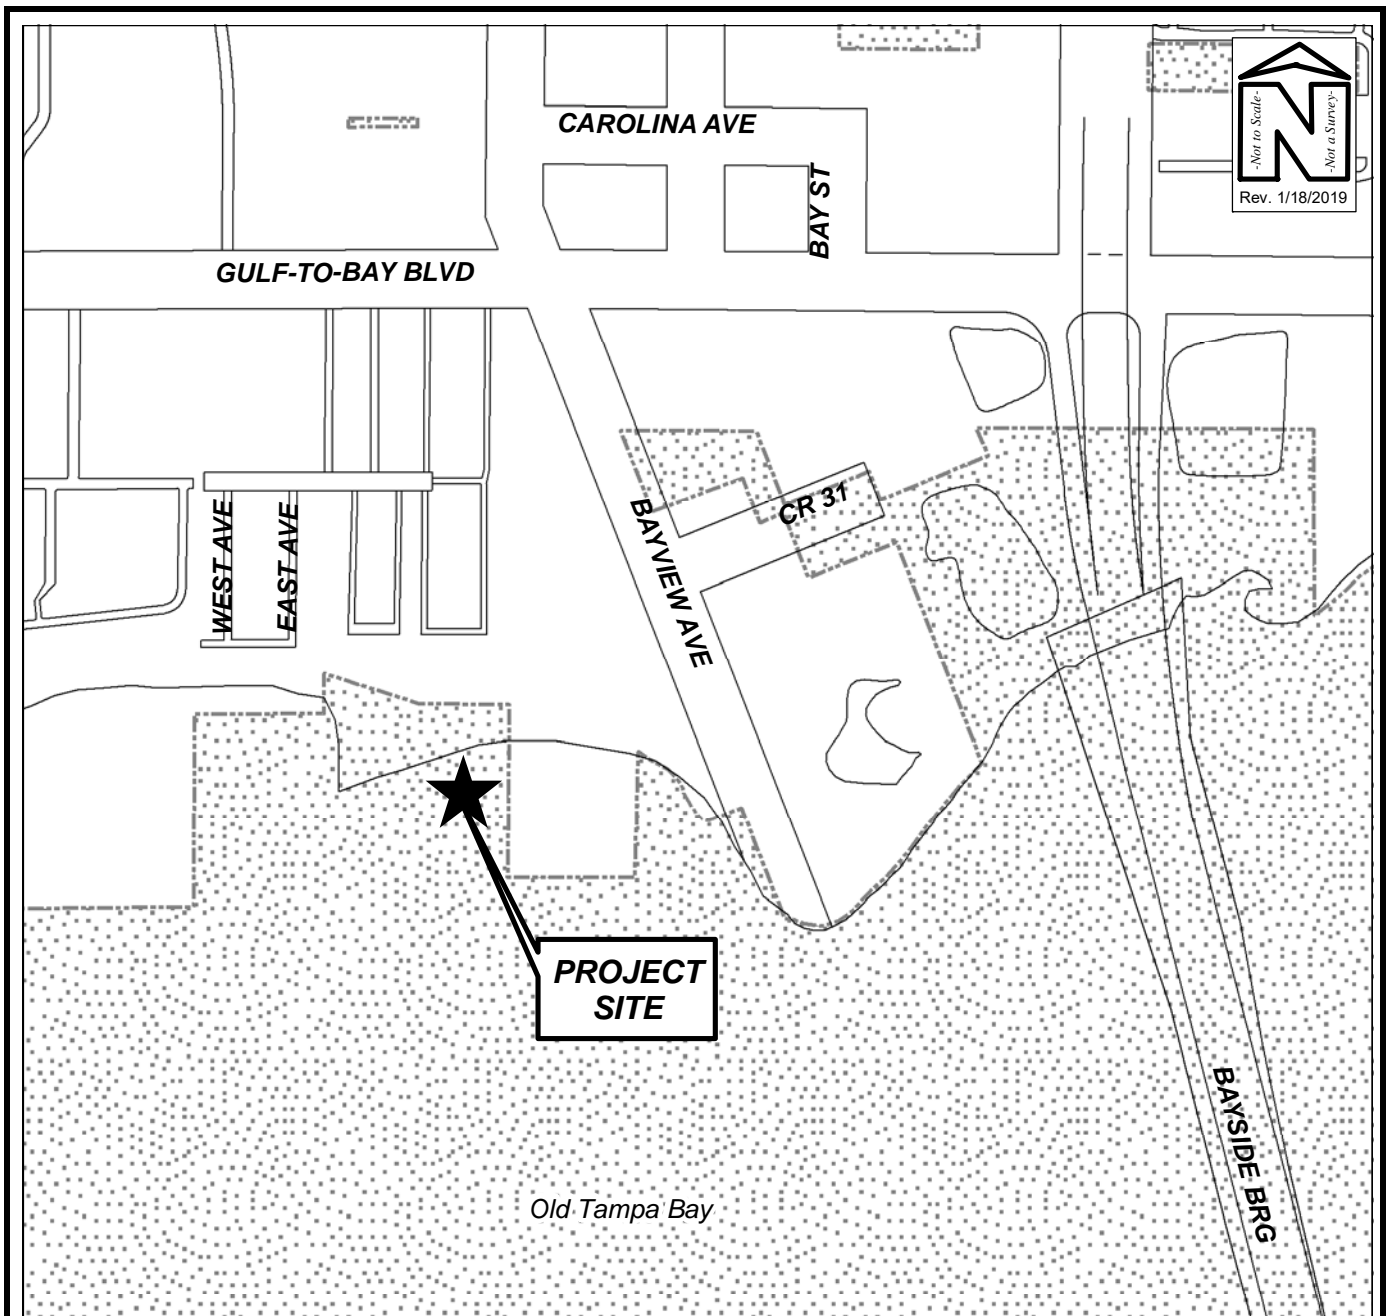 CAROLINA AVE
-Not to Scale-
-Not a Survey-
N
Rev. 1/18/2019
BAY ST
GULF-TO-BAY BLVD
WEST AVE
EAST AVE
BAYVIEW AVE
CR 31
PROJECT
SITE
BAYSIDE BRG
Old Tampa Bay